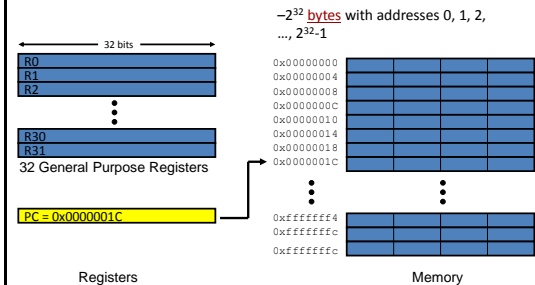 –2³² bytes with addresses 0, 1, 2,
…, 2³²-1
32 bits
R0
R1
R2
R30
R31
32 General Purpose Registers
PC = 0x0000001C
Registers
0x00000000
0x00000004
0x00000008
0x0000000C
0x00000010
0x00000014
0x00000018
0x0000001C
0xfffffff4
0xfffffffc
0xfffffffc
Memory